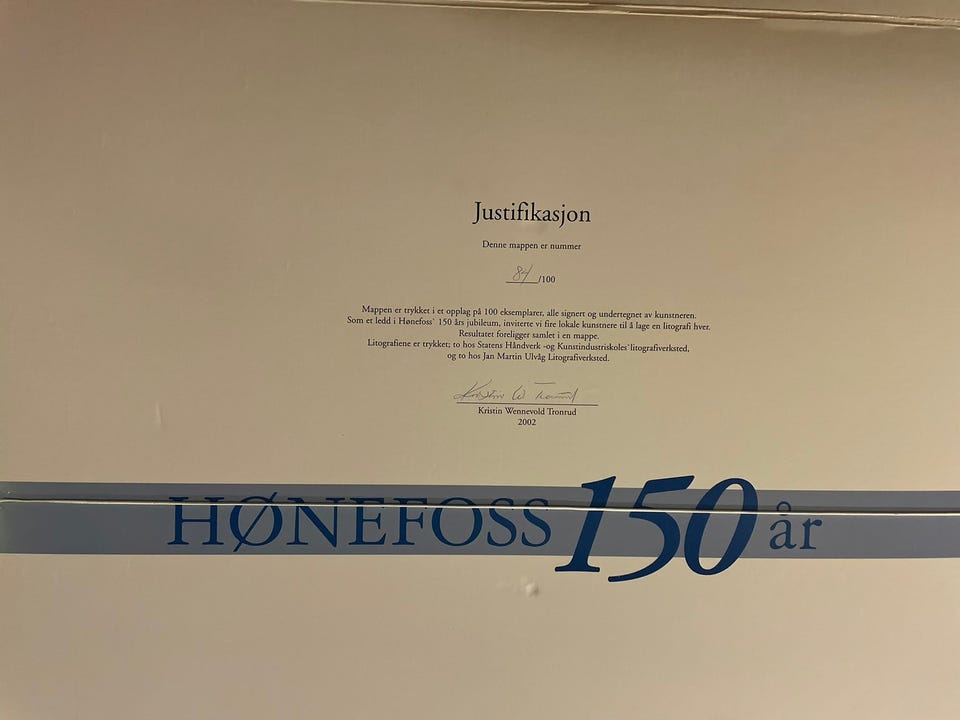 Justifikasjon
Denne mappen er nummer
84/100
Mappen er trykket i et opplag på 100 eksemplarer, alle signert og undertegnet av kunstneren.
Som et ledd i Hønefoss` 150 års jubileum, inviterte vi fire lokale kunstnere til å lage en litografi hver.
Resultatet foreligger samlet i en mappe.
Litografiene er trykket; to hos Statens Håndverk -og Kunstindustriskoles`litografiverksted,
og to hos Jan Martin Ulvåg Litografiverksted.
Kristin W. Tronrud
Kristin Wennevold Tronrud
2002
HØNEFOSS 150 år